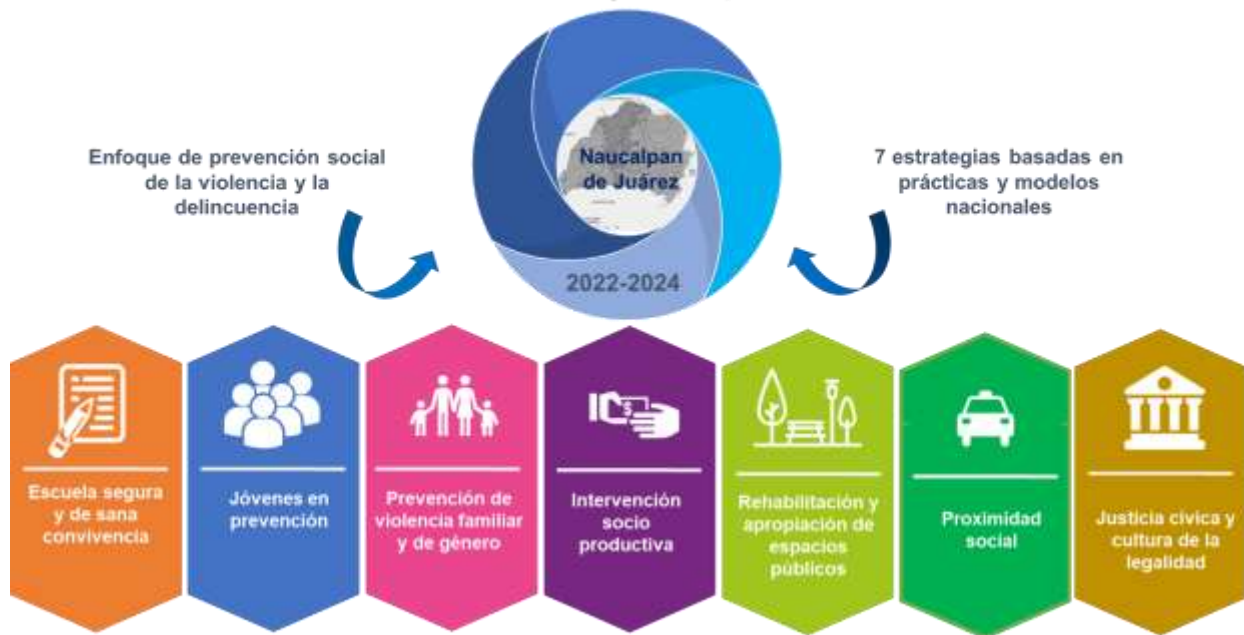 Enfoque de prevención social
de la violencia y la
delincuencia
Naucalpan
de Juárez
2022-2024
7 estrategias basadas en
prácticas y modelos
nacionales
Escuela segura
y de sana
convivencia
Jóvenes en
prevención
Prevención de
violencia familiar
y de género
Intervención
socio
productiva
Rehabilitación y
apropiación de
espacios
públicos
Proximidad
social
Justicia cívica y
cultura de la
legalidad